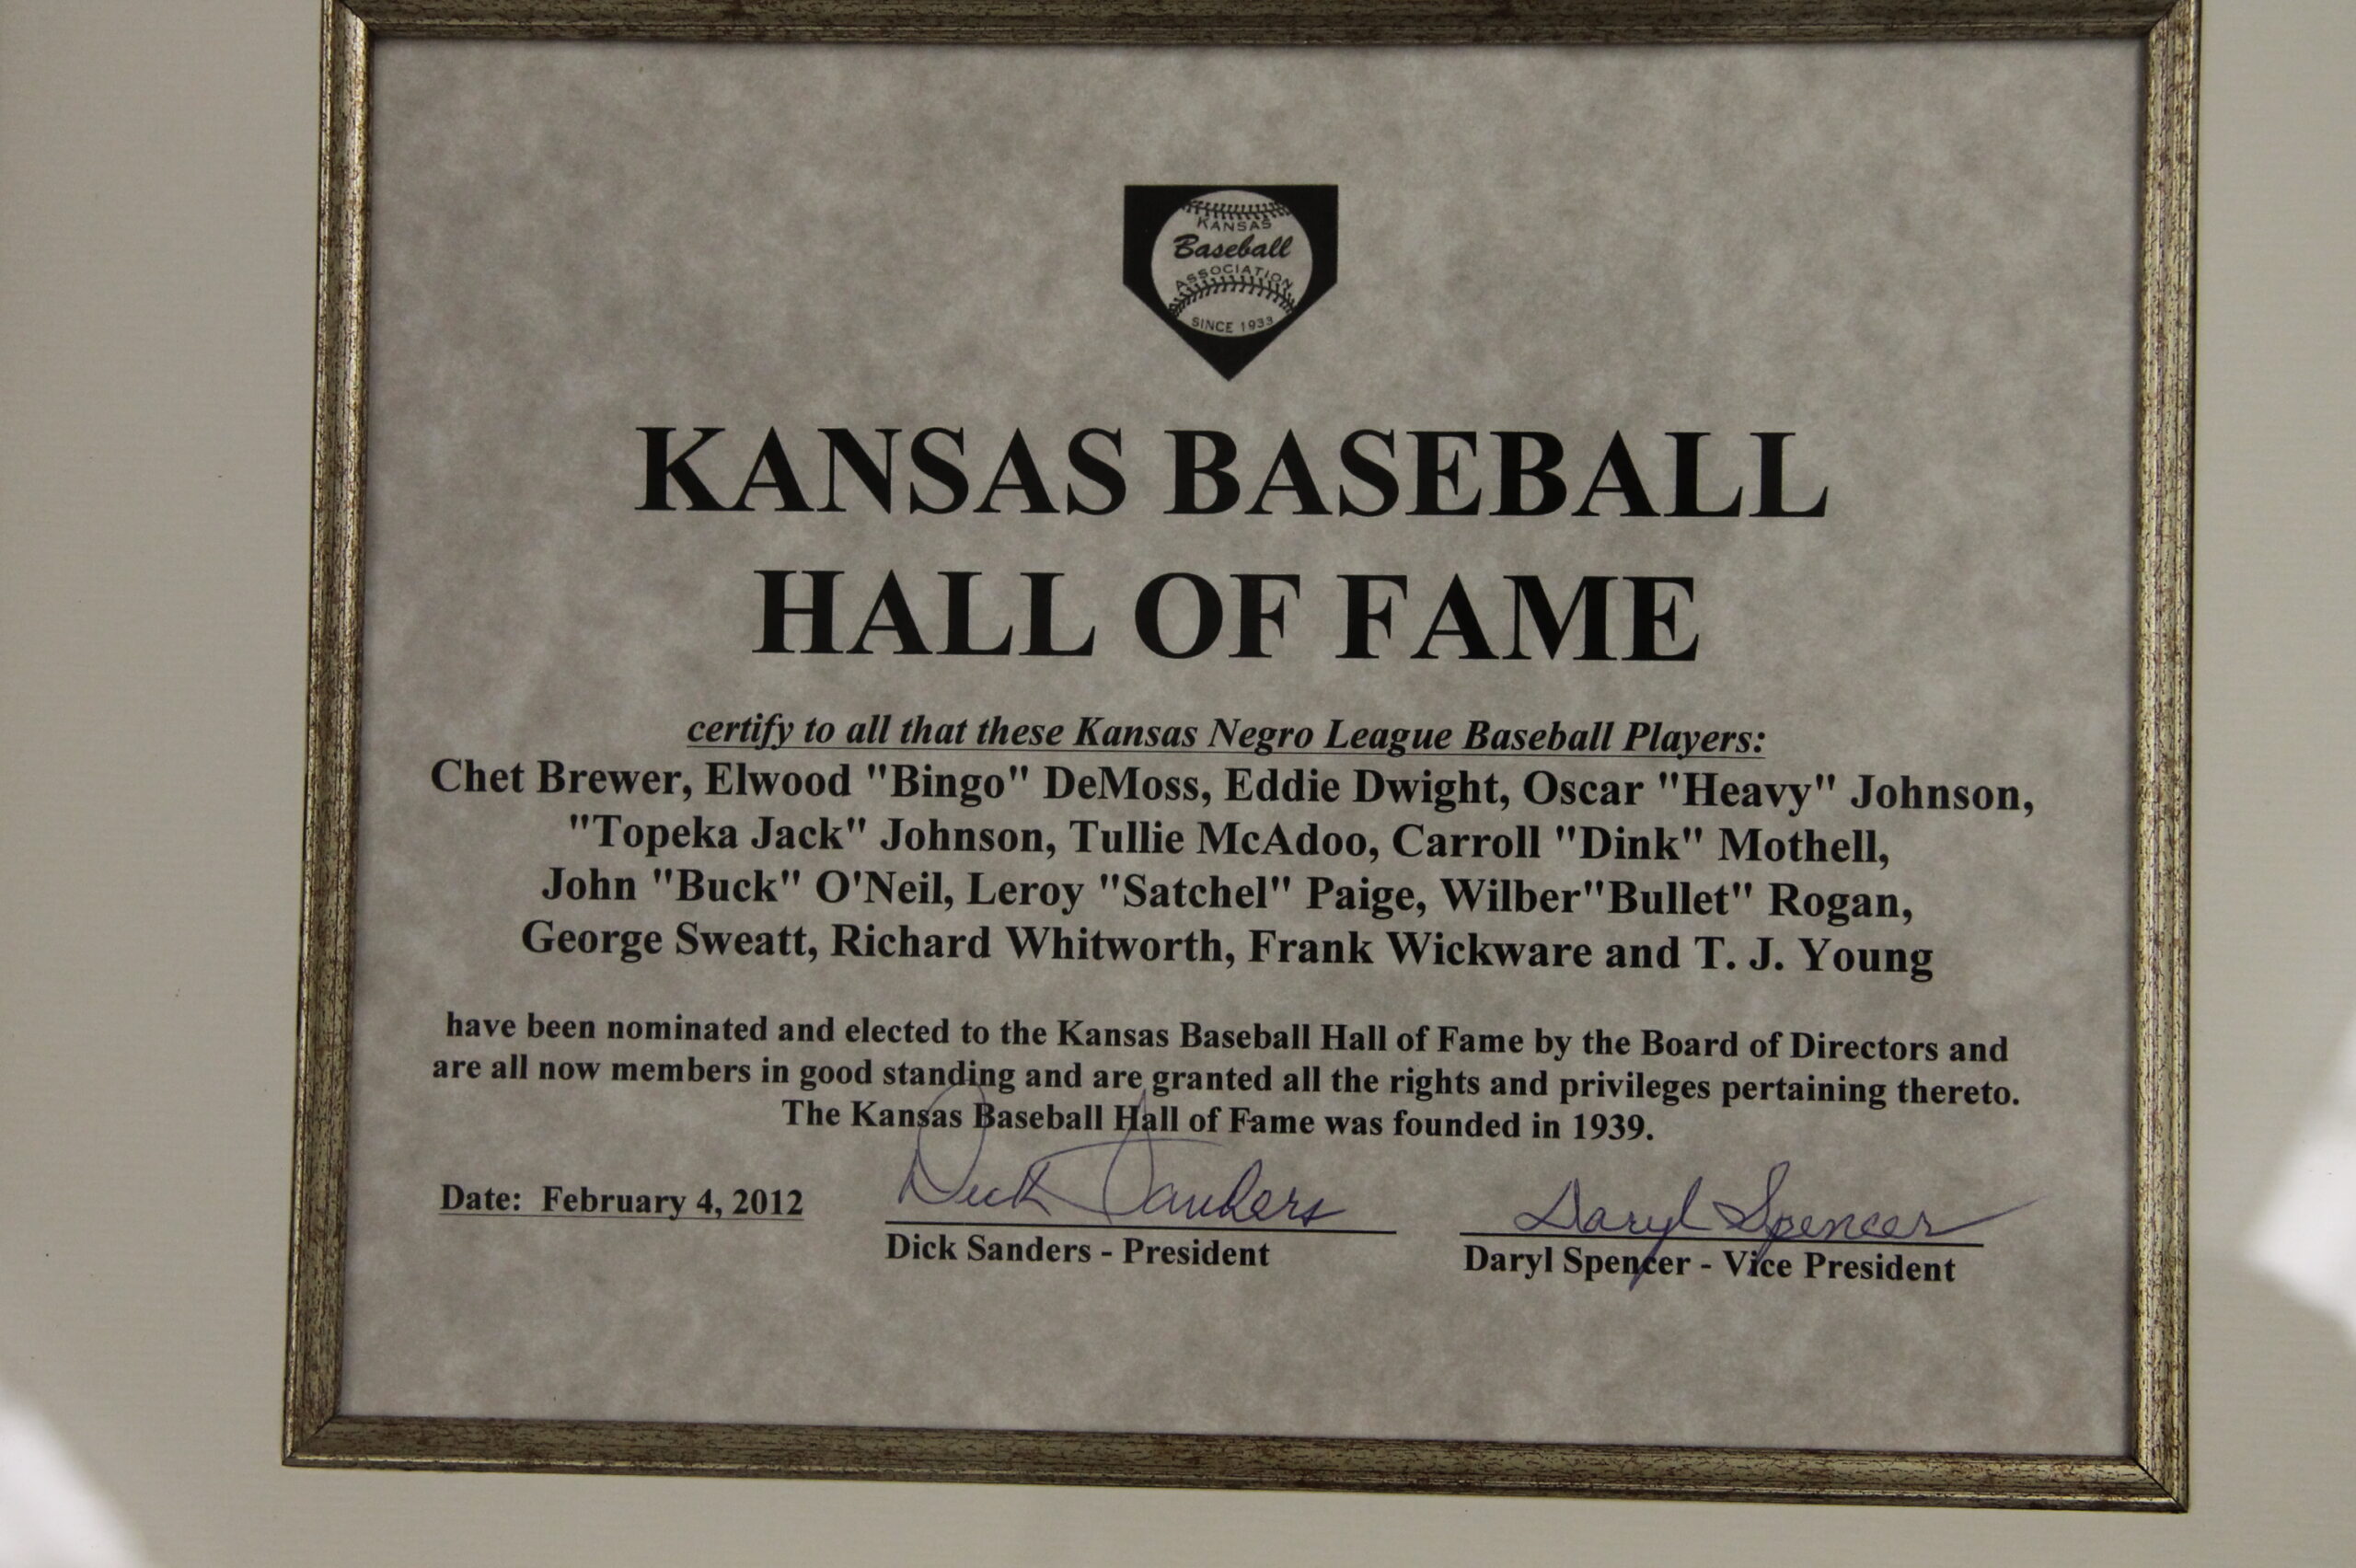 KANSAS
Baseball
ASSOCIATION
SINCE 1933
KANSAS BASEBALL
HALL OF FAME
certify to all that these Kansas Negro League Baseball Players:
Chet Brewer, Elwood "Bingo" DeMoss, Eddie Dwight, Oscar "Heavy" Johnson,
"Topeka Jack" Johnson, Tullie McAdoo, Carroll "Dink" Mothell,
John "Buck" O'Neil, Leroy "Satchel" Paige, Wilber"Bullet" Rogan,
George Sweatt, Richard Whitworth, Frank Wickware and T. J. Young
have been nominated and elected to the Kansas Baseball Hall of Fame by the Board of Directors and
are all now members in good standing and are granted all the rights and privileges pertaining thereto.
The Kansas Baseball Hall of Fame was founded in 1939.
Date: February 4, 2012
Dick Sanders
Dick Sanders - President
Daryl Spencer
Daryl Spencer - Vice President